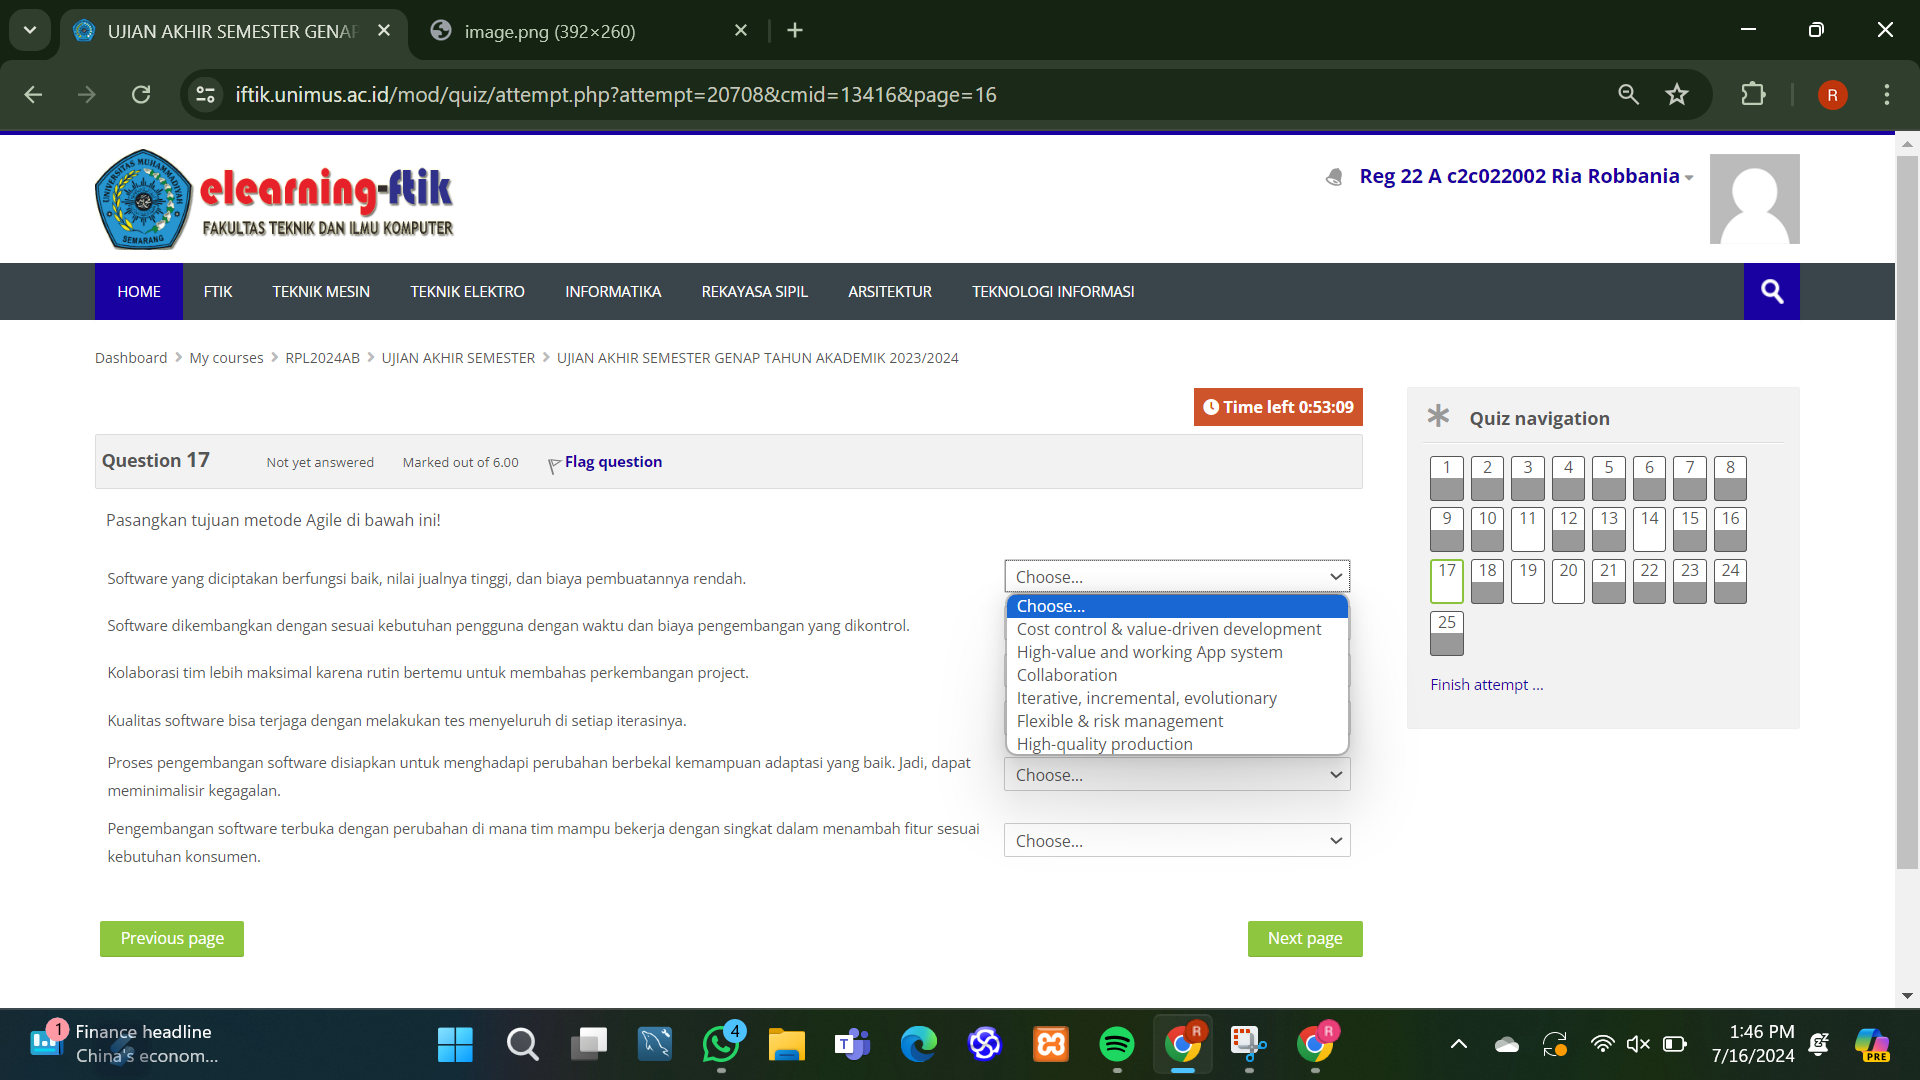 UJIAN AKHIR SEMESTER GENAP
image.png (392×260)
iftik.unimus.ac.id/mod/quiz/attempt.php?attempt=20708&cmid=13416&page=16
R
UNIVERSITAS MUHAMMADIYAH
SEMARANG
elearning-ftik
FAKULTAS TEKNIK DAN ILMU KOMPUTER
Reg 22 A c2c022002 Ria Robbania
HOME FTIK TEKNIK MESIN TEKNIK ELEKTRO INFORMATIKA REKAYASA SIPIL ARSITEKTUR TEKNOLOGI INFORMASI
Dashboard My courses RPL2024AB UJIAN AKHIR SEMESTER UJIAN AKHIR SEMESTER GENAP TAHUN AKADEMIK 2023/2024
Time left 0:53:09
Question 17 Not yet answered Marked out of 6.00 Flag question
Pasangkan tujuan metode Agile di bawah ini!
Software yang diciptakan berfungsi baik, nilai jualnya tinggi, dan biaya pembuatannya rendah.
Software dikembangkan dengan sesuai kebutuhan pengguna dengan waktu dan biaya pengembangan yang dikontrol.
Kolaborasi tim lebih maksimal karena rutin bertemu untuk membahas perkembangan project.
Kualitas software bisa terjaga dengan melakukan tes menyeluruh di setiap iterasinya.
Proses pengembangan software disiapkan untuk menghadapi perubahan berbekal kemampuan adaptasi yang baik. Jadi, dapat
meminimalisir kegagalan.
Pengembangan software terbuka dengan perubahan di mana tim mampu bekerja dengan singkat dalam menambah fitur sesuai
kebutuhan konsumen.
Choose...
Choose...
Cost control & value-driven development
High-value and working App system
Collaboration
Iterative, incremental, evolutionary
Flexible & risk management
High-quality production
Choose...
Choose...
Previous page
Next page
Quiz navigation
1 2 3 4 5 6 7 8
9 10 11 12 13 14 15 16
17 18 19 20 21 22 23 24
25
Finish attempt ...
1
Finance headline
China's econom...
4
T
R
R
1:46 PM
7/16/2024
PRE